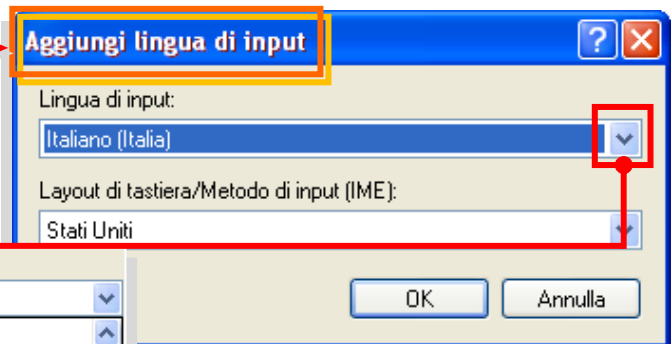 Aggiungi lingua di input
Lingua di input:
Italiano (Italia)
Layout di tastiera/Metodo di input (IME):
Stati Uniti
OK Annulla